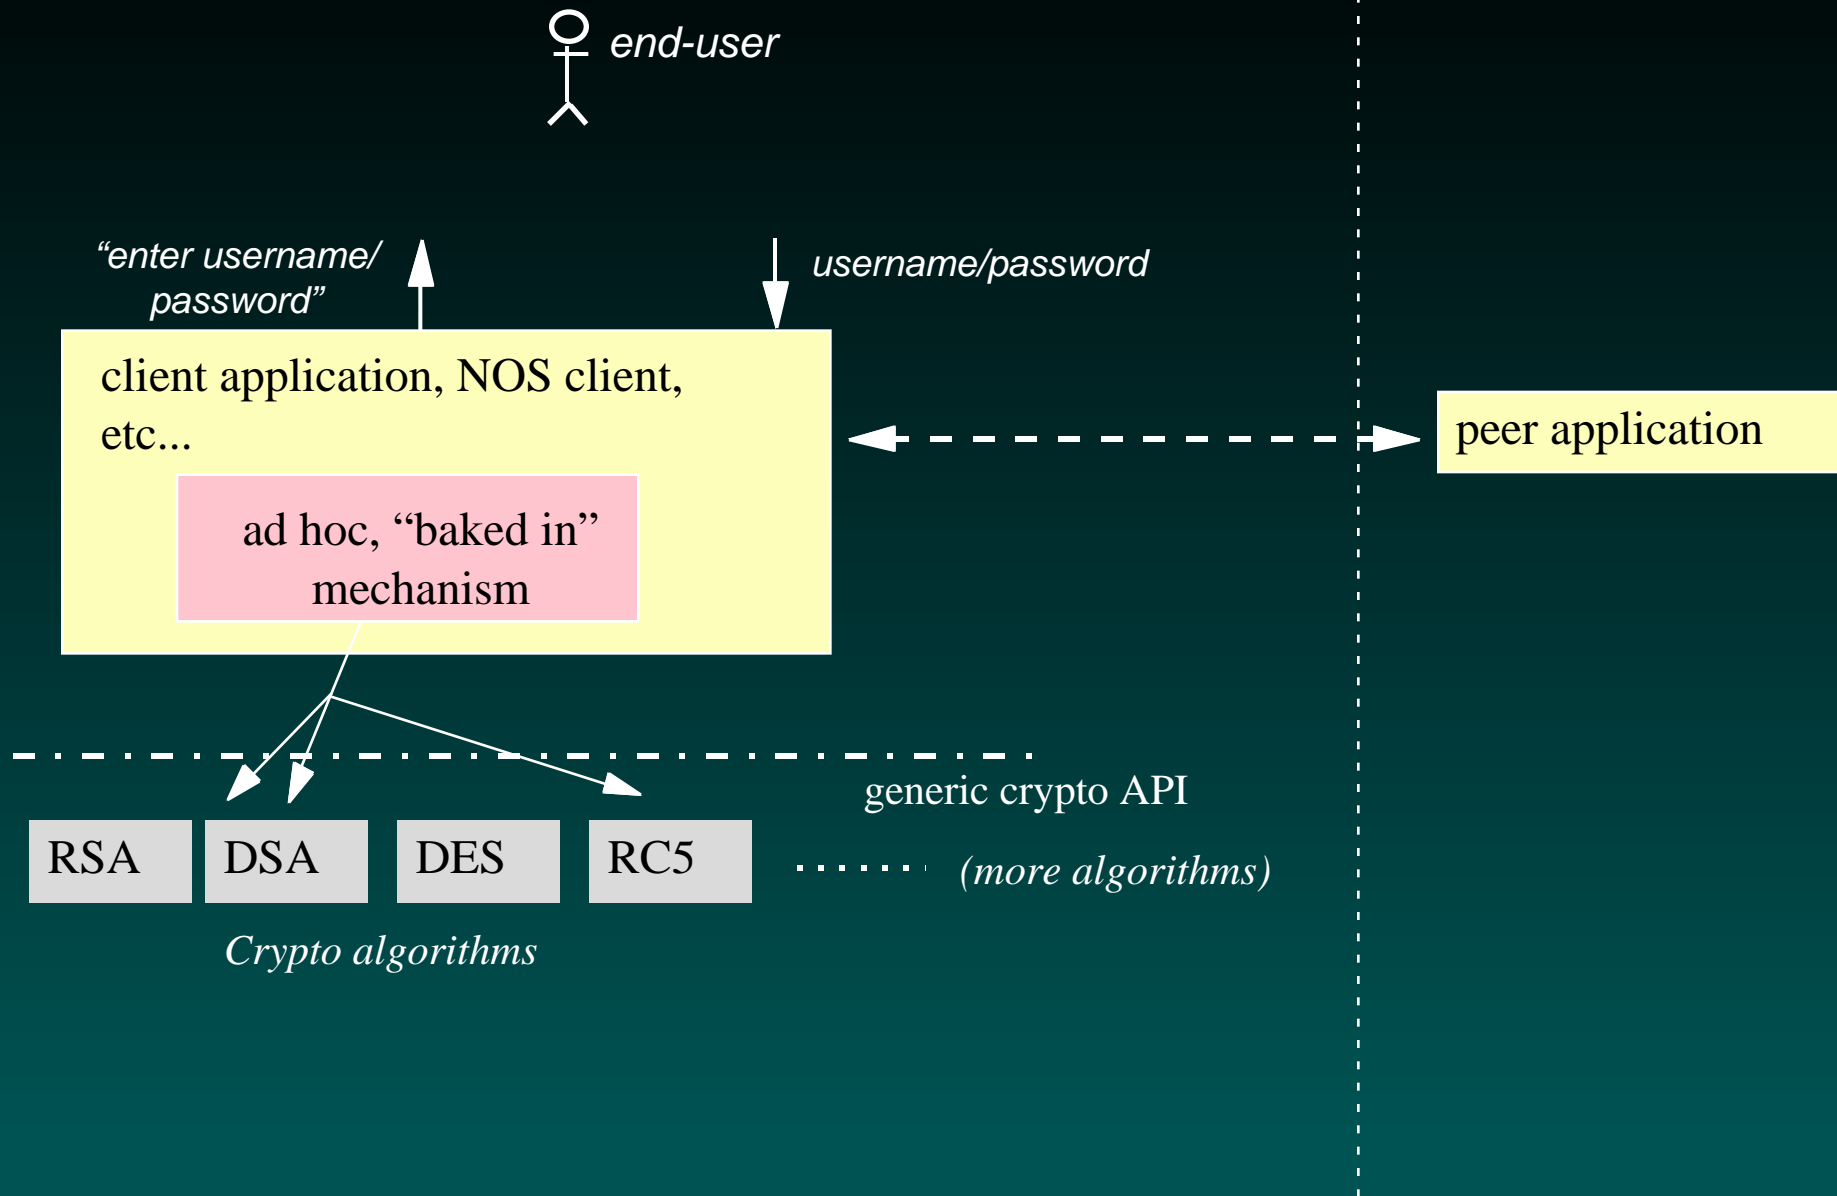 end-user
“enter username/
password”
username/password
client application, NOS client,
etc...
peer application
ad hoc, “baked in”
mechanism
generic crypto API
RSA
DSA
DES
RC5
(more algorithms)
Crypto algorithms